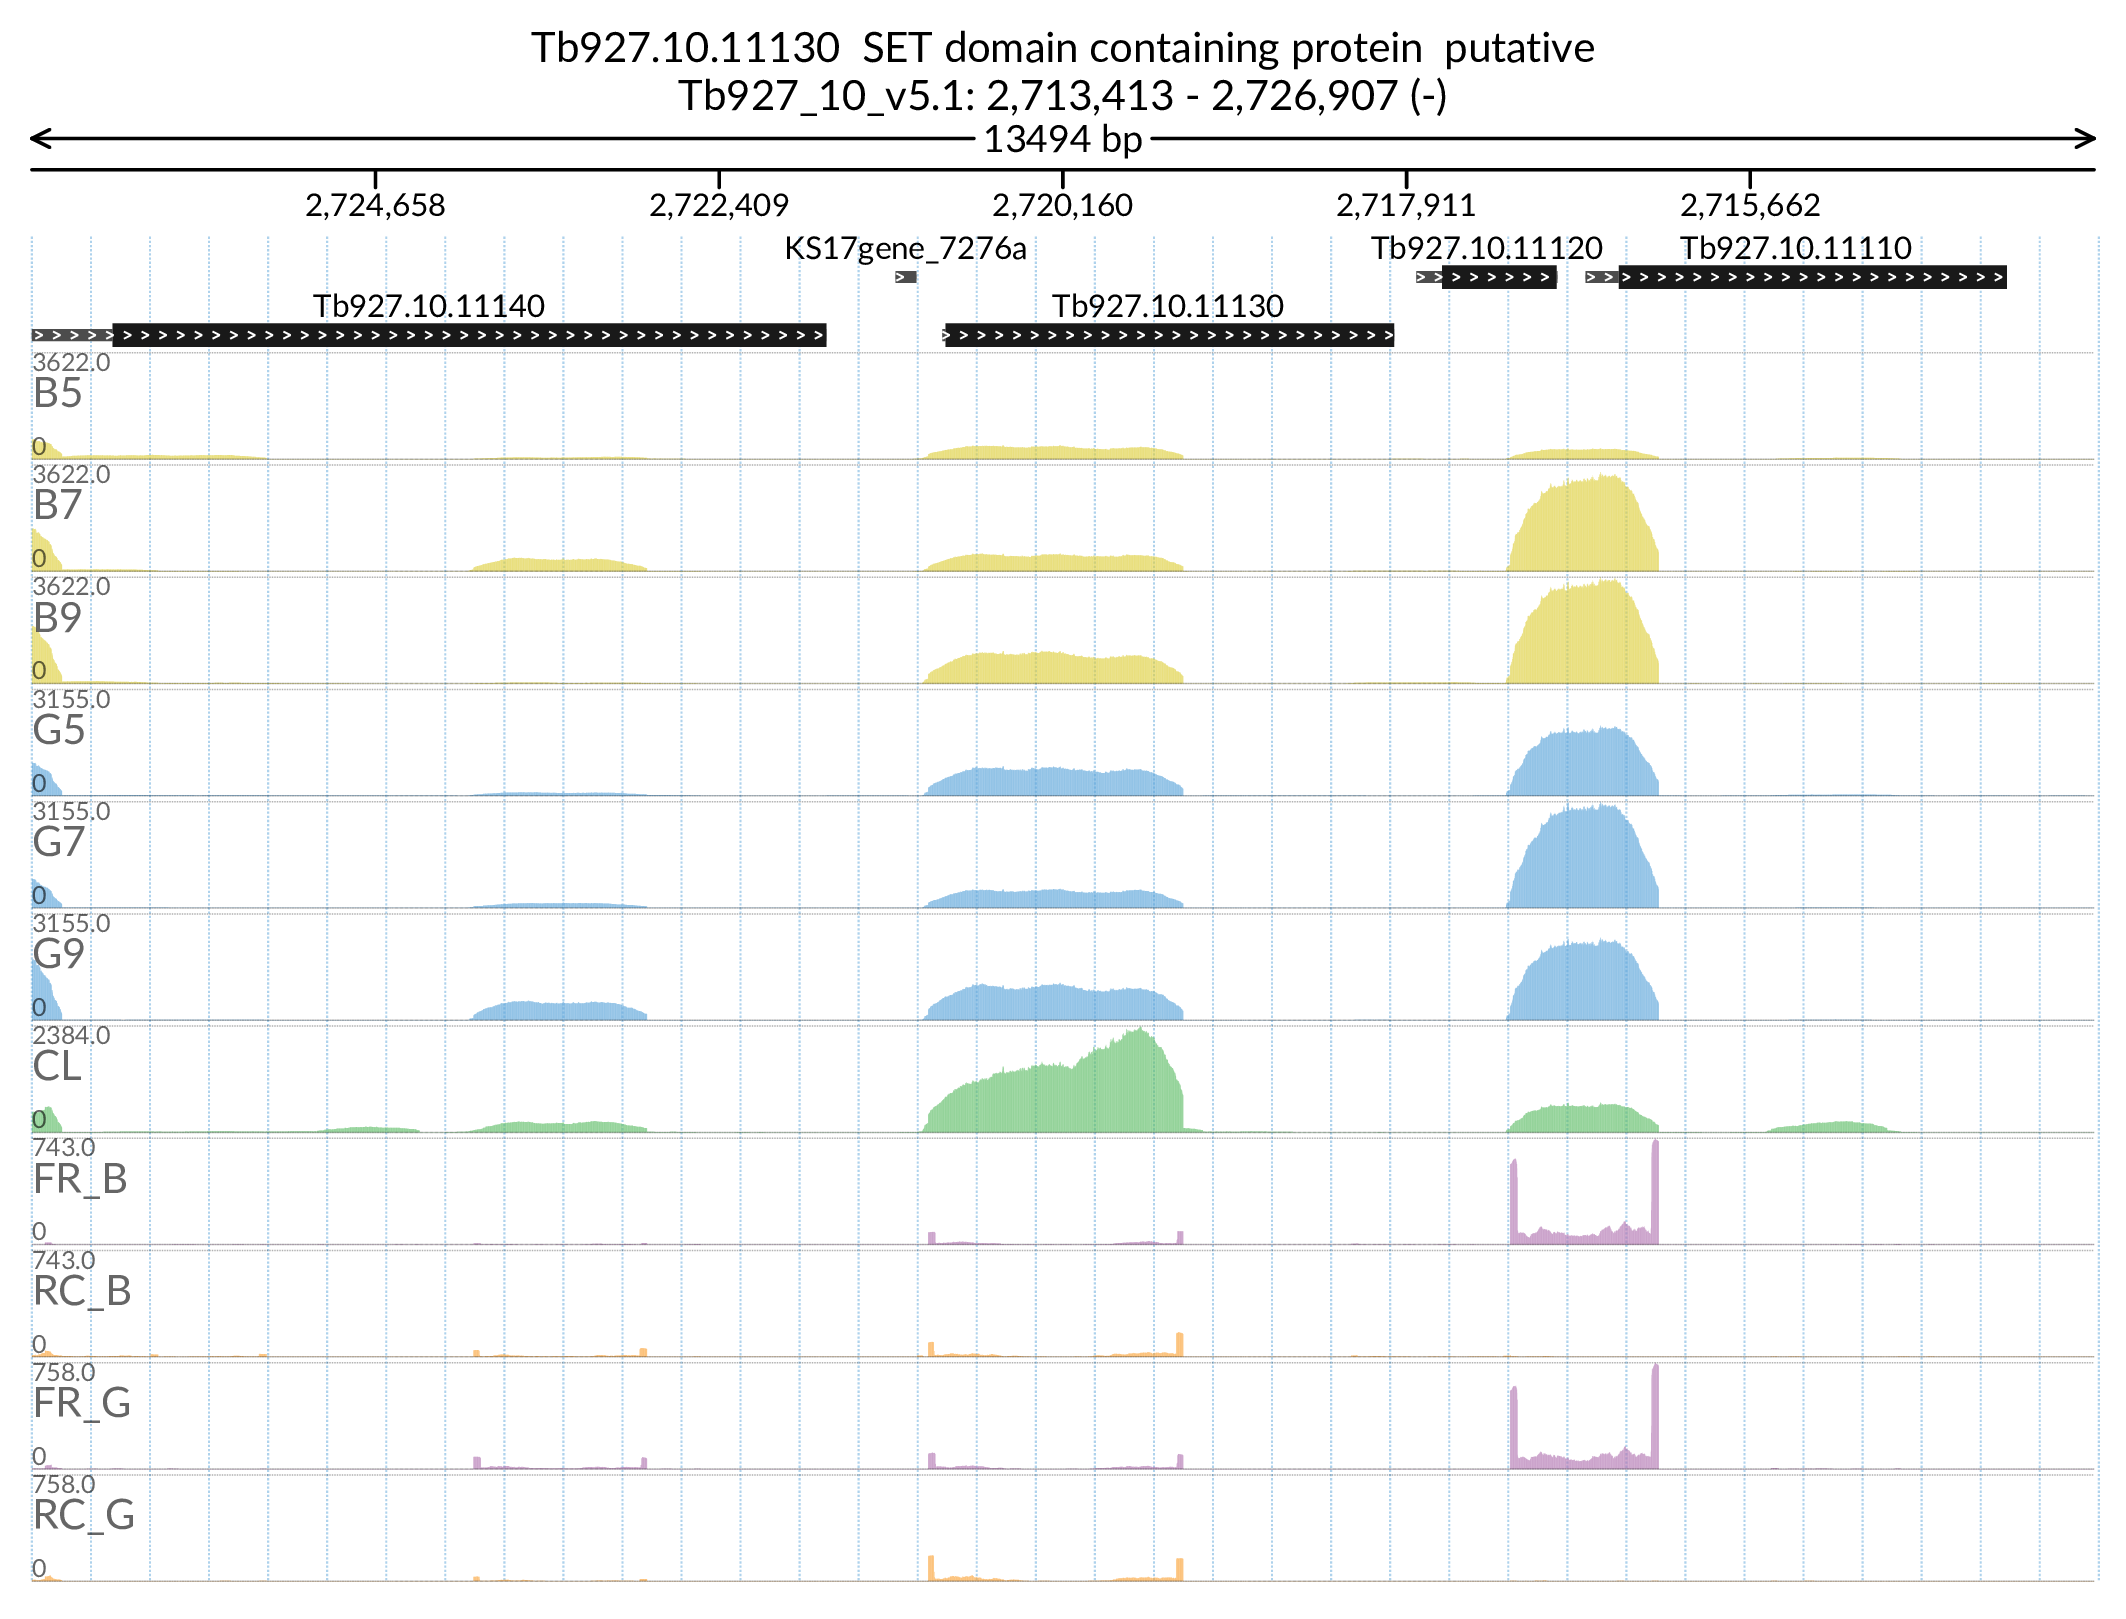 Tb927.10.11130  SET domain containing protein  putative
Tb927_10_v5.1: 2,713,413 - 2,726,907 (-)
13494 bp
2,724,658 2,722,409 2,720,160 2,717,911 2,715,662
KS17gene_7276a Tb927.10.11120 Tb927.10.11110
Tb927.10.11140 Tb927.10.11130
3622.0
B5
0
3622.0
B7
0
3622.0
B9
0
3155.0
G5
0
3155.0
G7
0
3155.0
G9
0
2384.0
CL
0
743.0
FR_B
0
743.0
RC_B
0
758.0
FR_G
0
758.0
RC_G
0